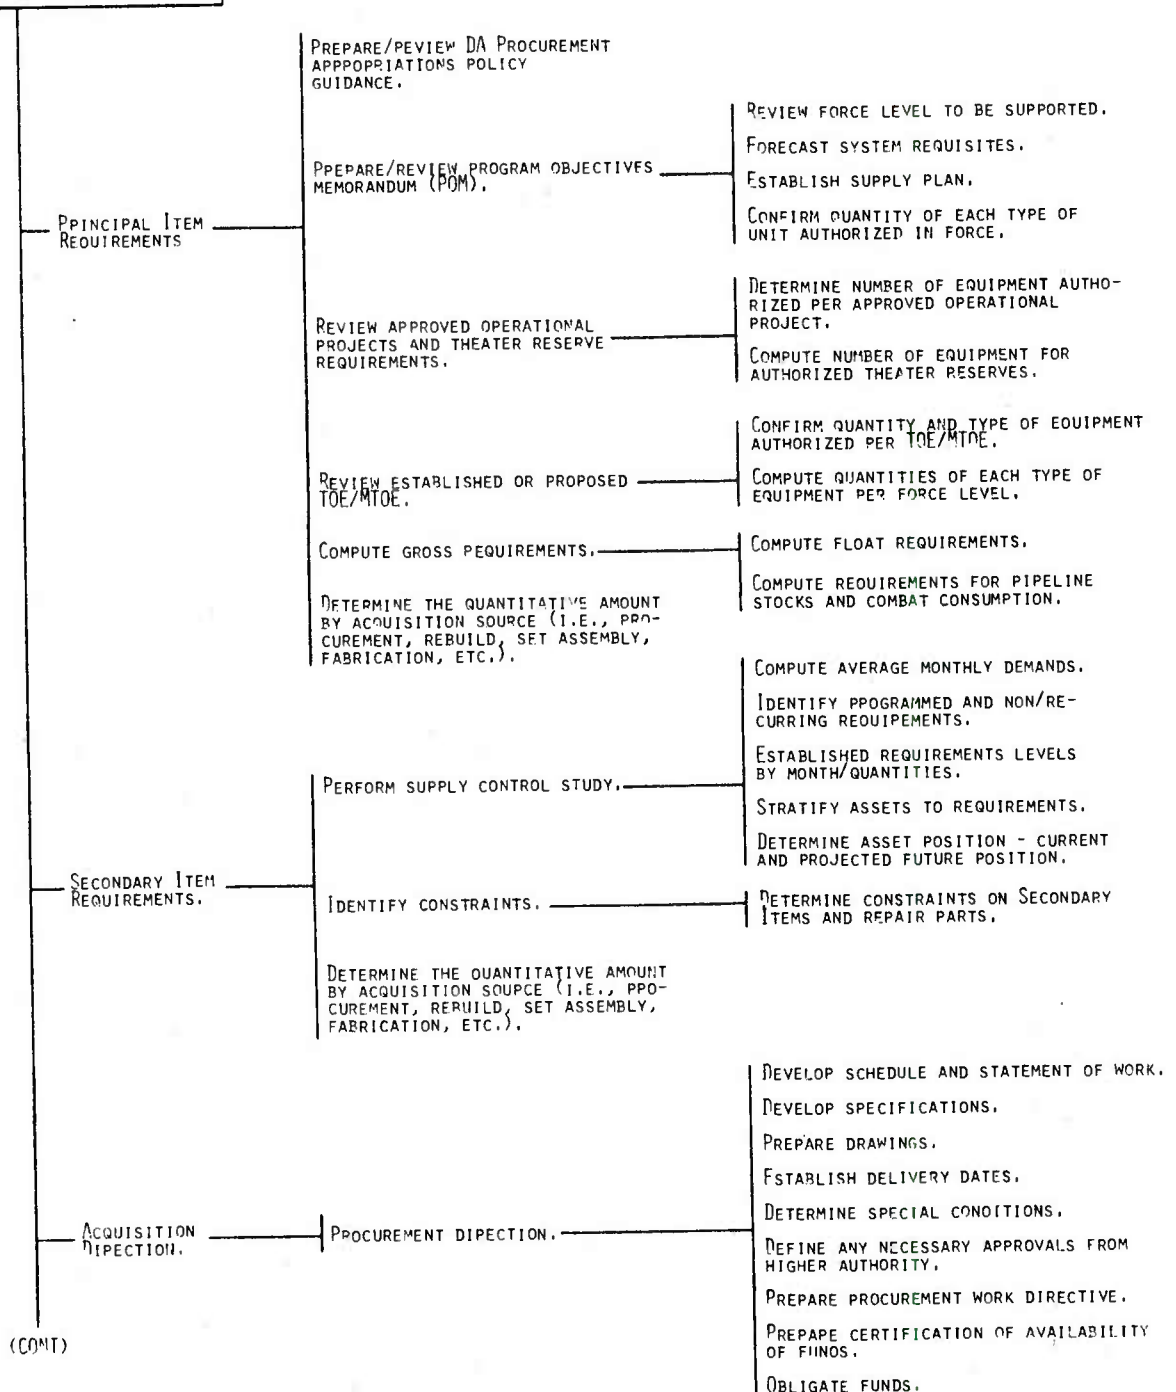 PREPARE/REVIEW DA PROCUREMENT
APPROPRIATIONS POLICY
GUIDANCE.
PREPARE/REVIEW PROGRAM OBJECTIVES
MEMORANDUM (POM).
REVIEW FORCE LEVEL TO BE SUPPORTED.
FORECAST SYSTEM REQUISITES.
ESTABLISH SUPPLY PLAN.
CONFIRM QUANTITY OF EACH TYPE OF
UNIT AUTHORIZED IN FORCE.
PRINCIPAL ITEM
REQUIREMENTS
REVIEW APPROVED OPERATIONAL
PROJECTS AND THEATER RESERVE
REQUIREMENTS.
DETERMINE NUMBER OF EQUIPMENT AUTHO-
RIZED PER APPROVED OPERATIONAL
PROJECT.
COMPUTE NUMBER OF EQUIPMENT FOR
AUTHORIZED THEATER RESERVES.
REVIEW ESTABLISHED OR PROPOSED
TOE/MTOE.
CONFIRM QUANTITY AND TYPE OF EQUIPMENT
AUTHORIZED PER TOE/MTOE.
COMPUTE QUANTITIES OF EACH TYPE OF
EQUIPMENT PER FORCE LEVEL.
COMPUTE GROSS REQUIREMENTS.
COMPUTE FLOAT REQUIREMENTS.
COMPUTE REQUIREMENTS FOR PIPELINE
STOCKS AND COMBAT CONSUMPTION.
DETERMINE THE QUANTITATIVE AMOUNT
BY ACQUISITION SOURCE (I.E., PRO-
CUREMENT, REBUILD, SET ASSEMBLY,
FABRICATION, ETC.).
SECONDARY ITEM
REQUIREMENTS.
PERFORM SUPPLY CONTROL STUDY.
COMPUTE AVERAGE MONTHLY DEMANDS.
IDENTIFY PROGRAMMED AND NON/RE-
CURRING REQUIREMENTS.
ESTABLISHED REQUIREMENTS LEVELS
BY MONTH/QUANTITIES.
STRATIFY ASSETS TO REQUIREMENTS.
DETERMINE ASSET POSITION - CURRENT
AND PROJECTED FUTURE POSITION.
IDENTIFY CONSTRAINTS.
DETERMINE CONSTRAINTS ON SECONDARY
ITEMS AND REPAIR PARTS.
DETERMINE THE QUANTITATIVE AMOUNT
BY ACQUISITION SOURCE (I.E., PRO-
CUREMENT, REBUILD, SET ASSEMBLY,
FABRICATION, ETC.).
ACQUISITION
DIRECTION.
PROCUREMENT DIRECTION.
DEVELOP SCHEDULE AND STATEMENT OF WORK.
DEVELOP SPECIFICATIONS.
PREPARE DRAWINGS.
ESTABLISH DELIVERY DATES.
DETERMINE SPECIAL CONDITIONS.
DEFINE ANY NECESSARY APPROVALS FROM
HIGHER AUTHORITY.
PREPARE PROCUREMENT WORK DIRECTIVE.
PREPARE CERTIFICATION OF AVAILABILITY
OF FUNDS.
OBLIGATE FUNDS.
(CONT)